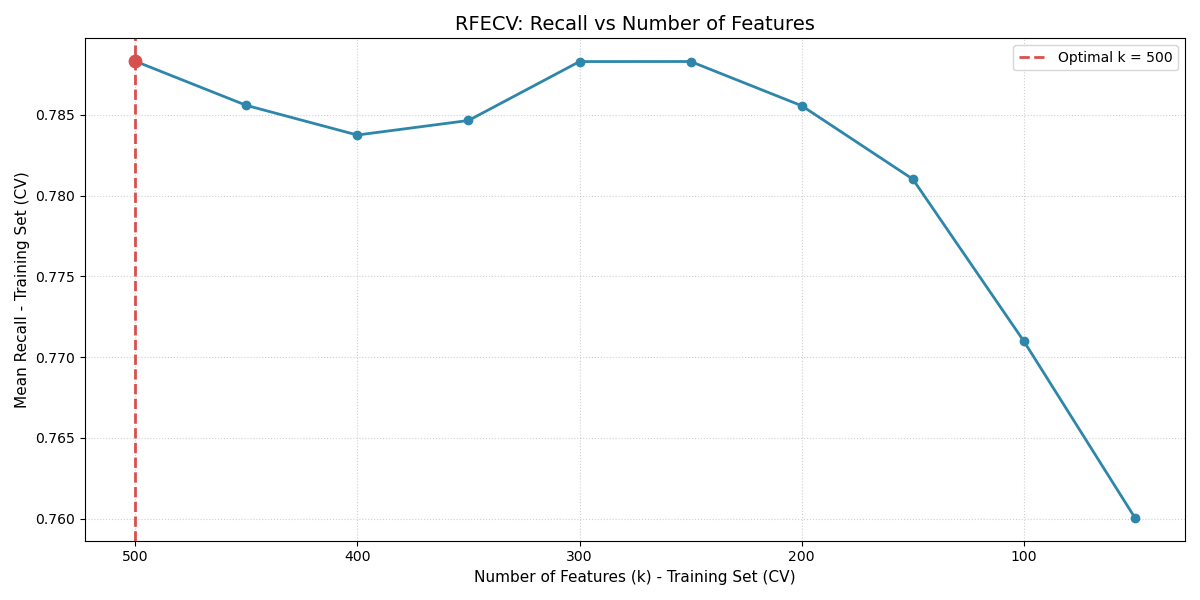 RFECV: Recall vs Number of Features
Optimal k = 500
Mean Recall - Training Set (CV)
0.785
0.780
0.775
0.770
0.765
0.760
500 400 300 200 100
Number of Features (k) - Training Set (CV)